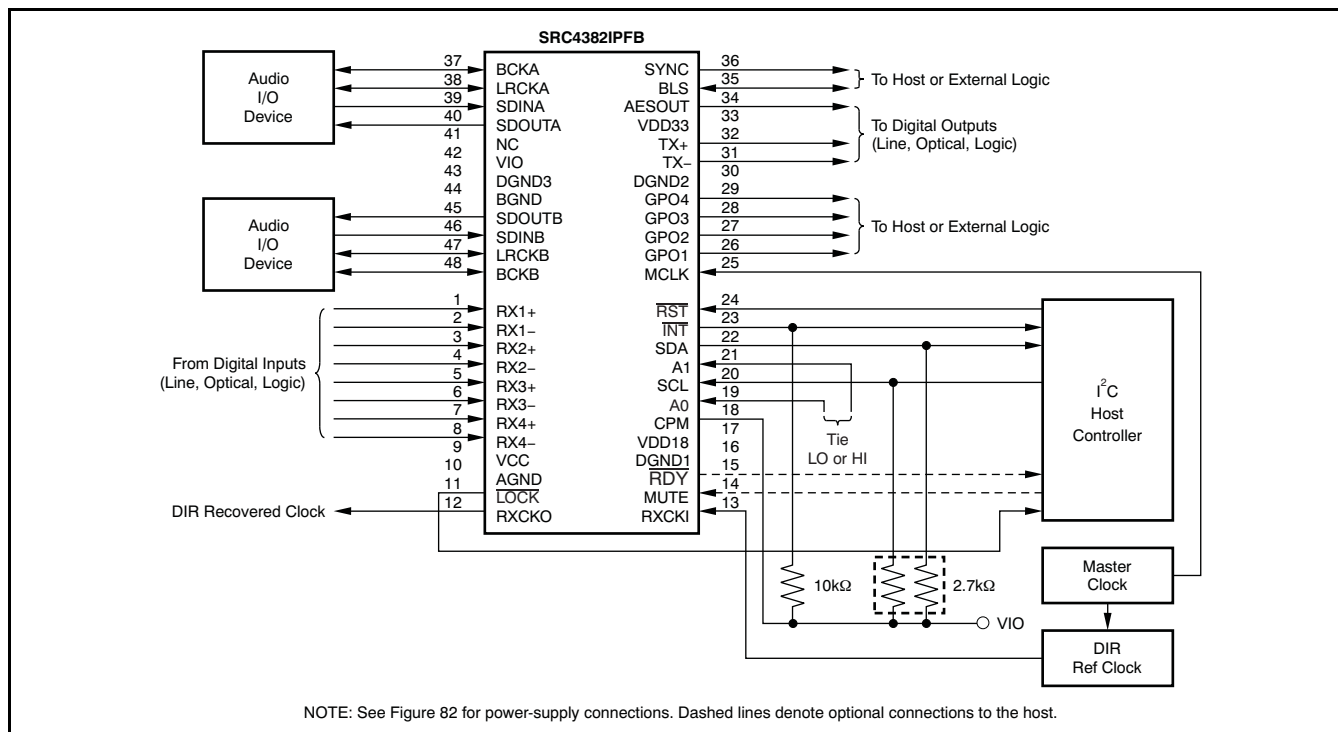 SRC4382IPFB
Audio
I/O
Device
37
38
39
40
41
42
43
44
45
46
47
48
Audio
I/O
Device
1
2
3
4
5
6
7
8
9
10
11
12
From Digital Inputs
(Line, Optical, Logic)
DIR Recovered Clock
BCKA
LRCKA
SDINA
SDOUTA
NC
VIO
DGND3
BGND
SDOUTB
SDINB
LRCKB
BCKB
RX1+
RX1−
RX2+
RX2−
RX3+
RX3−
RX4+
RX4−
VCC
AGND
LOCK
RXCKO
SYNC
BLS
AESOUT
VDD33
TX+
TX−
DGND2
GPO4
GPO3
GPO2
GPO1
MCLK
RST
INT
SDA
A1
SCL
A0
CPM
VDD18
DGND1
RDY
MUTE
RXCKI
36
35
34
33
32
31
30
29
28
27
26
25
24
23
22
21
20
19
18
17
16
15
14
13
To Host or External Logic
To Digital Outputs
(Line, Optical, Logic)
To Host or External Logic
Tie
LO or HI
I²C
Host
Controller
10kΩ
2.7kΩ
VIO
Master
Clock
DIR
Ref Clock
NOTE: See Figure 82 for power-supply connections. Dashed lines denote optional connections to the host.